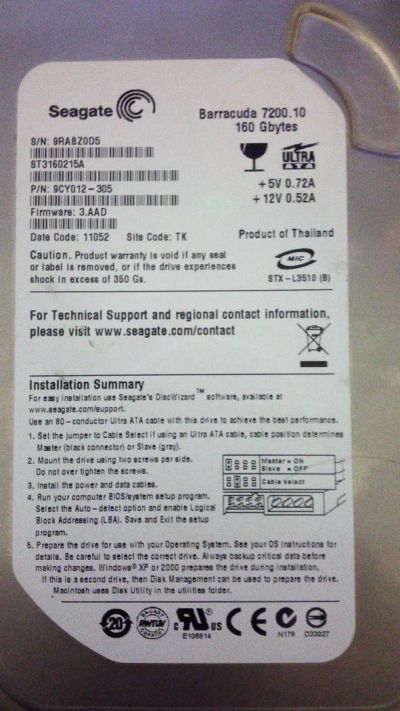 Seagate
Barracuda 7200.10
160 Gbytes
S/N: 9RABZ0D5
ST3160215A
ULTRA
ATA
P/N: 9CY012-305
+5V 0.72A
+12V 0.52A
Firmware: 3.AAD
Date Code: 11052 Site Code: TK
Product of Thailand
Caution. Product warranty is void if any seal
or label is removed, or if the drive experiences
shock in excess of 350 Gs.
MIC
STX-L3510 (B)
For Technical Support and regional contact information,
please visit www.seagate.com/contact
Installation Summary
For easy installation use Seagate's DiscWizard™ software, available at
www.seagate.com/support.
Use an 80-conductor Ultra ATA cable with this drive to achieve the best performance.
1. Set the jumper to Cable Select if using an Ultra ATA cable, cable position determines
Master (black connector) or Slave (gray).
2. Mount the drive using two screws per side.
Do not over tighten the screws.
3. Install the power and data cables.
4. Run your computer BIOS/system setup program.
Select the Auto-detect option and enable Logical
Block Addressing (LBA). Save and Exit the setup
program.
Master = ON
Slave = OFF
Cable select
5. Prepare the drive for use with your Operating System. See your OS instructions for
details. Be careful to select the correct drive. Always backup critical data before
making changes. Windows® XP or 2000 prepares the drive during installation.
If this is a second drive, then Disk Management can be used to prepare the drive.
Macintosh uses Disk Utility in the utilities folder.
20
BAUART
RWTUV
c US
E106814
CE
N176
D33027